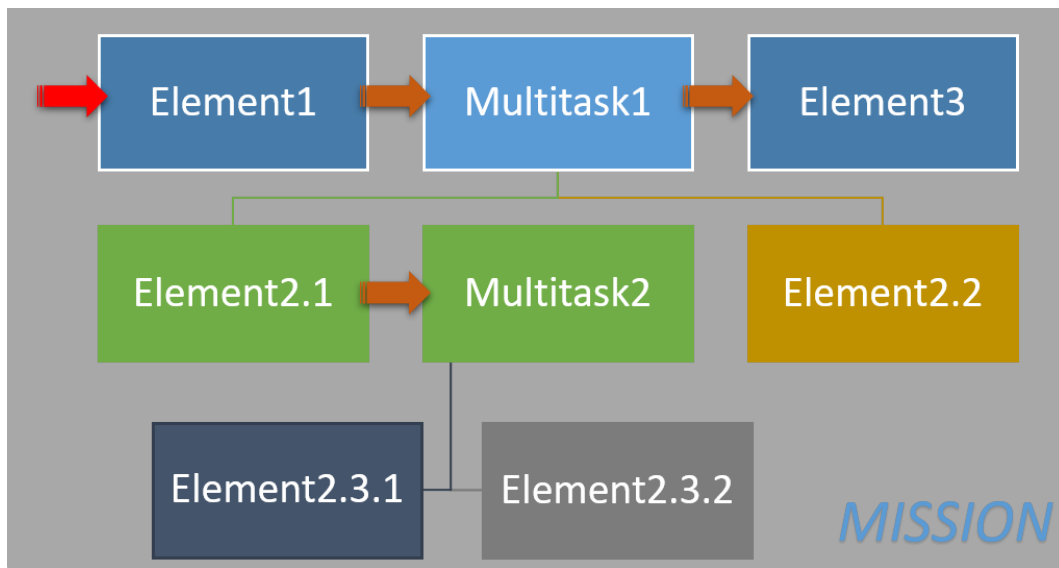 Element1
Multitask1
Element3
Element2.1
Multitask2
Element2.2
Element2.3.1
Element2.3.2
MISSION